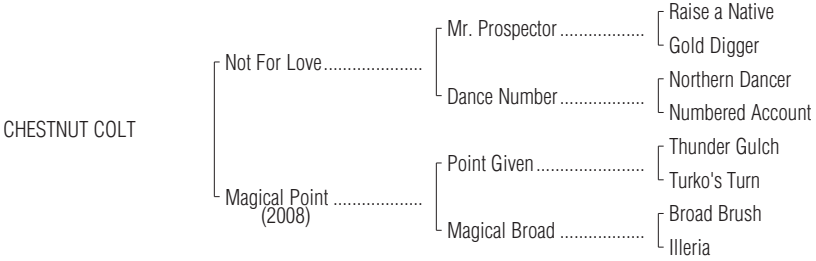 Raise a Native
Mr. Prospector ..................
Gold Digger
Not For Love.....................
Northern Dancer
Dance Number ..................
Numbered Account
CHESTNUT COLT
Thunder Gulch
Point Given.......................
Turko's Turn
Magical Point ...................
(2008)
Broad Brush
Magical Broad ..................
Illeria